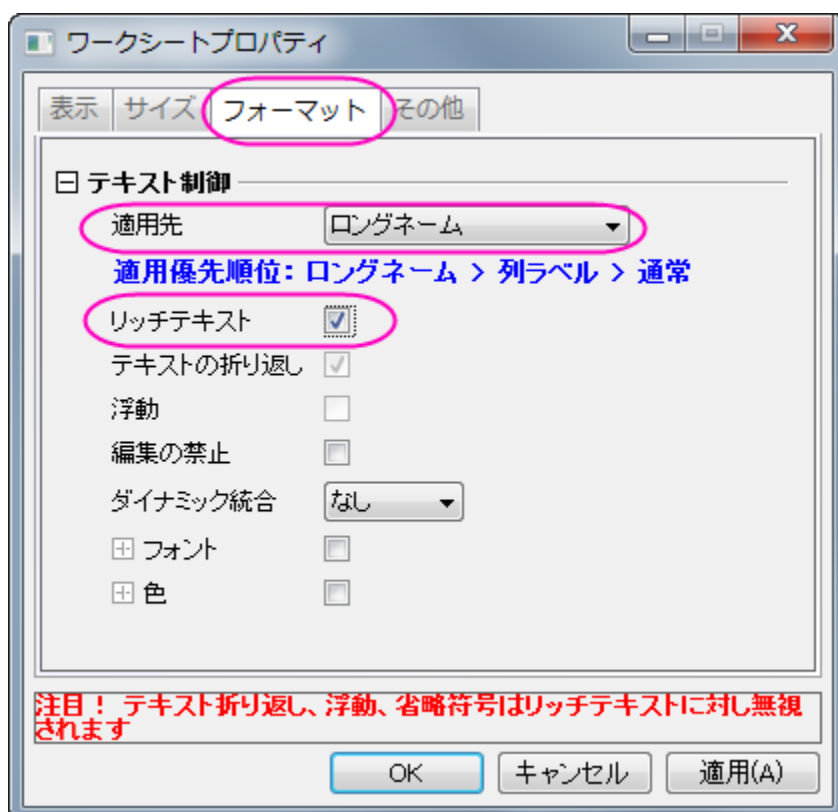 ワークシートプロパティ
表示 サイズ フォーマット その他
テキスト制御
適用先 ロングネーム
適用優先順位: ロングネーム > 列ラベル > 通常
リッチテキスト
テキストの折り返し
浮動
編集の禁止
ダイナミック統合 なし
フォント
色
注目！ テキスト折り返し、浮動、省略符号はリッチテキストに対し無視
されます
OK キャンセル 適用(A)